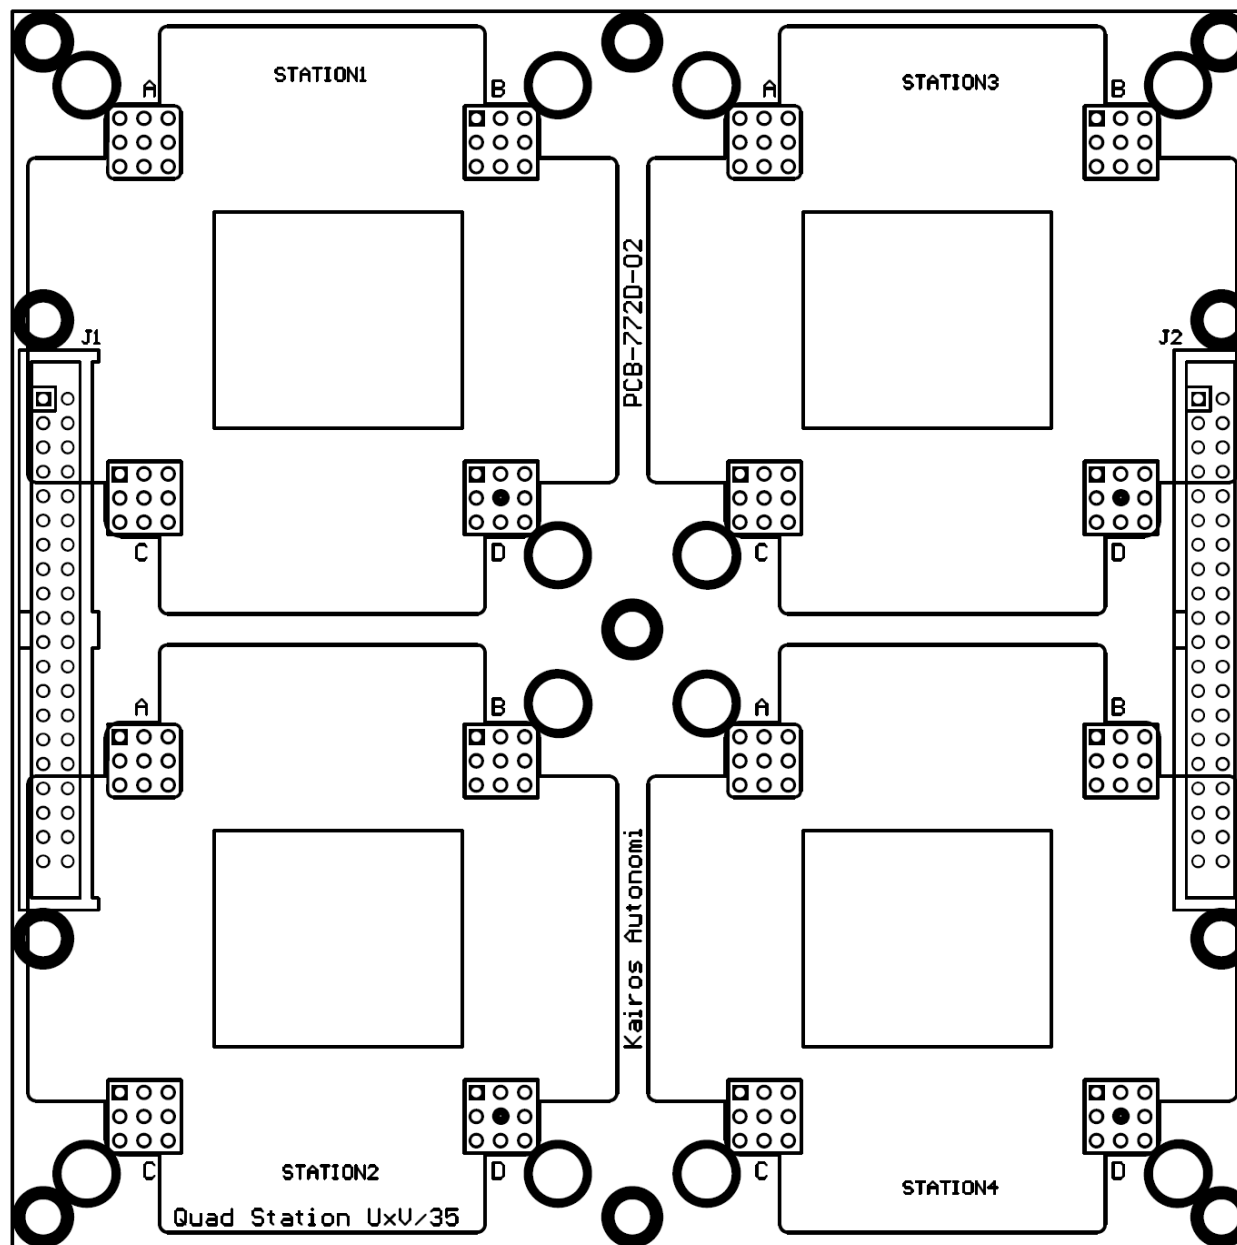 STATION1
STATION3
A
B
A
B
PCB-772D-02
J1
J2
C
D
C
D
A
B
A
B
Kairos Autonomi
C
D
C
D
STATION2
STATION4
Quad Station UxV/35